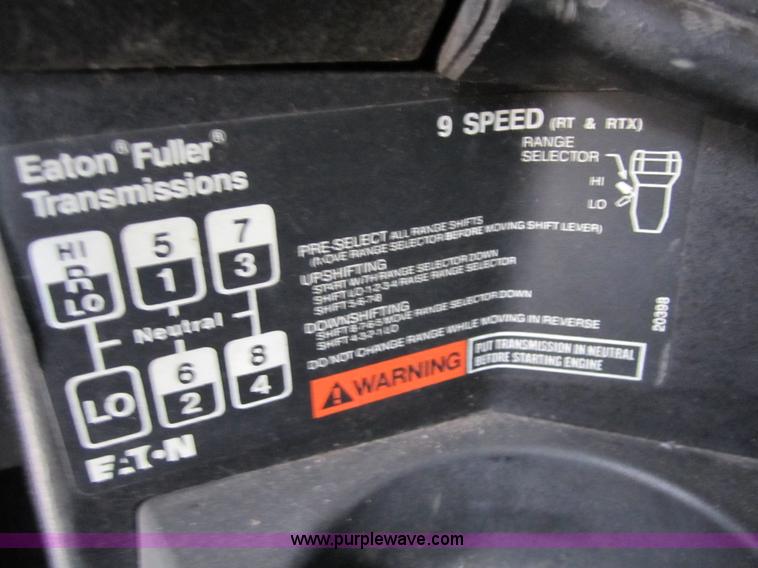 Eaton® Fuller®
Transmissions
HI
R
LO
5
1
7
3
Neutral
LO
6
2
8
4
EATON
9 SPEED (RT & RTX)
RANGE
SELECTOR
HI
LO
PRE-SELECT ALL RANGE SHIFTS
(MOVE RANGE SELECTOR BEFORE MOVING SHIFT LEVER)
UPSHIFTING
START WITH RANGE SELECTOR DOWN
SHIFT LO-1-2-3-4 RAISE RANGE SELECTOR
SHIFT 5-6-7-8
DOWNSHIFTING
SHIFT 8-7-6-5 MOVE RANGE SELECTOR DOWN
SHIFT 4-3-2-1-LO
DO NOT CHANGE RANGE WHILE MOVING IN REVERSE
WARNING
PUT TRANSMISSION IN NEUTRAL
BEFORE STARTING ENGINE
20398
www.purplewave.com